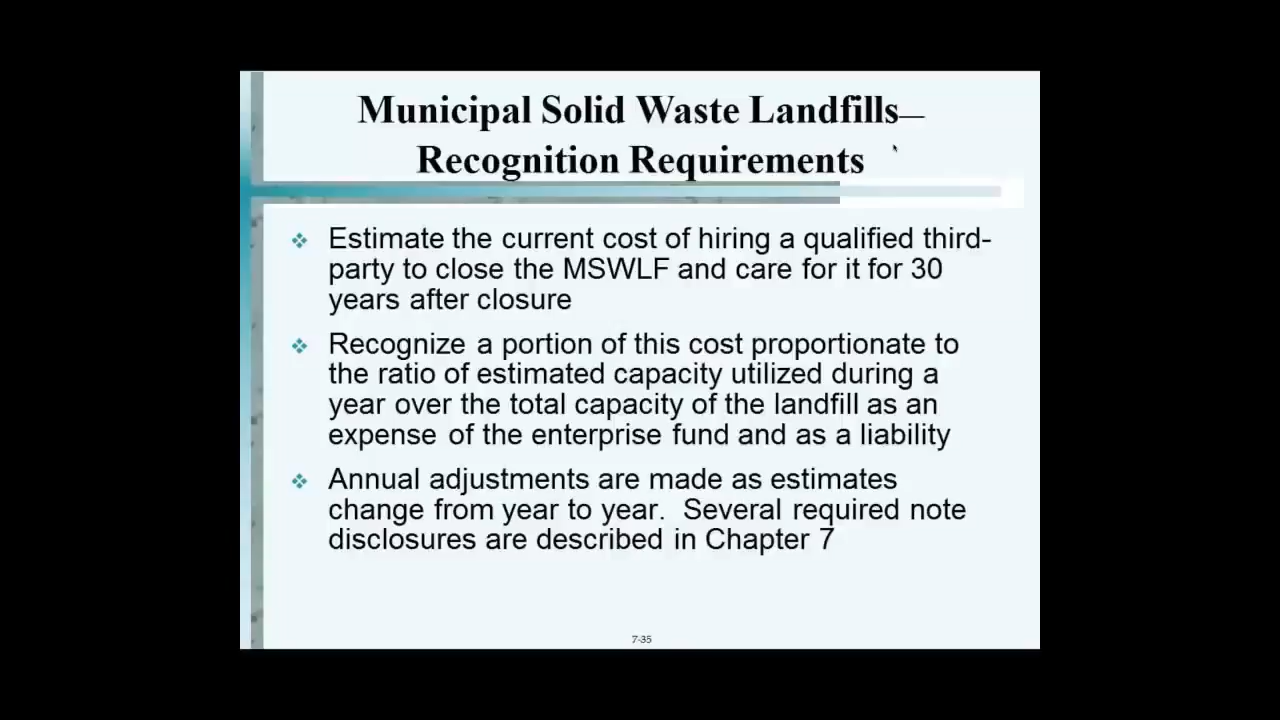 Municipal Solid Waste Landfills—
Recognition Requirements
Estimate the current cost of hiring a qualified third-
party to close the MSWLF and care for it for 30
years after closure
Recognize a portion of this cost proportionate to
the ratio of estimated capacity utilized during a
year over the total capacity of the landfill as an
expense of the enterprise fund and as a liability
Annual adjustments are made as estimates
change from year to year.  Several required note
disclosures are described in Chapter 7
7-35